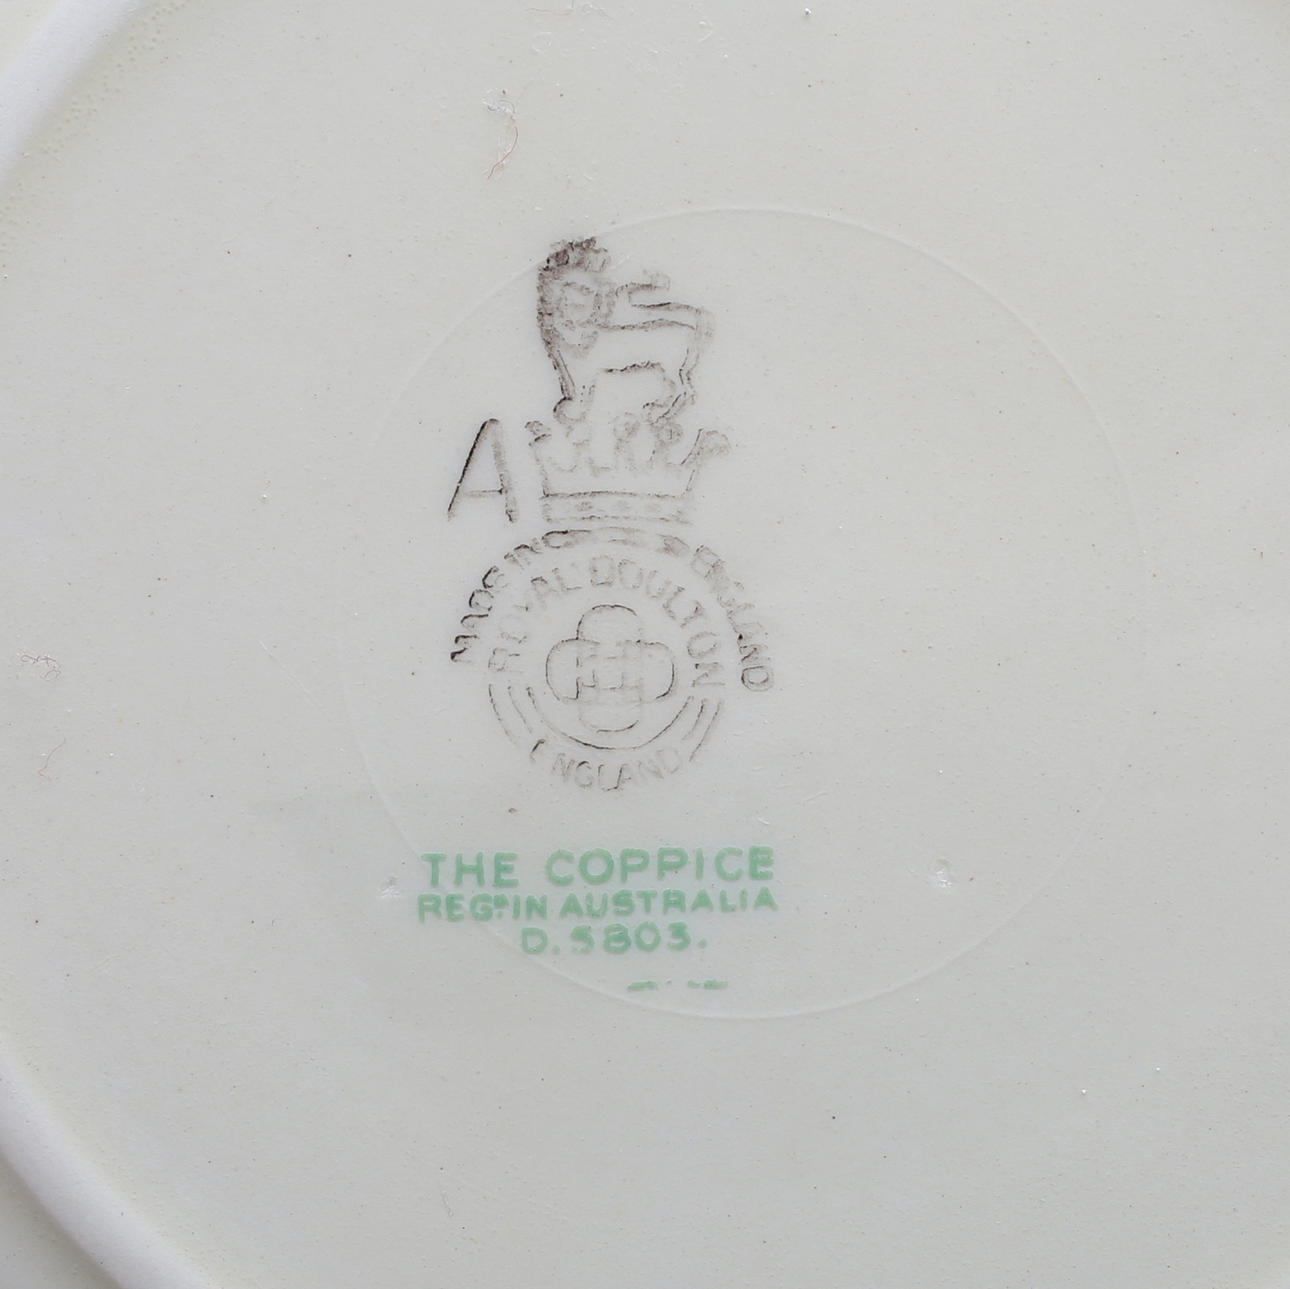 A
MADE IN ENGLAND
ROYAL DOULTON
ENGLAND
THE COPPICE
REGD IN AUSTRALIA
D.5803.